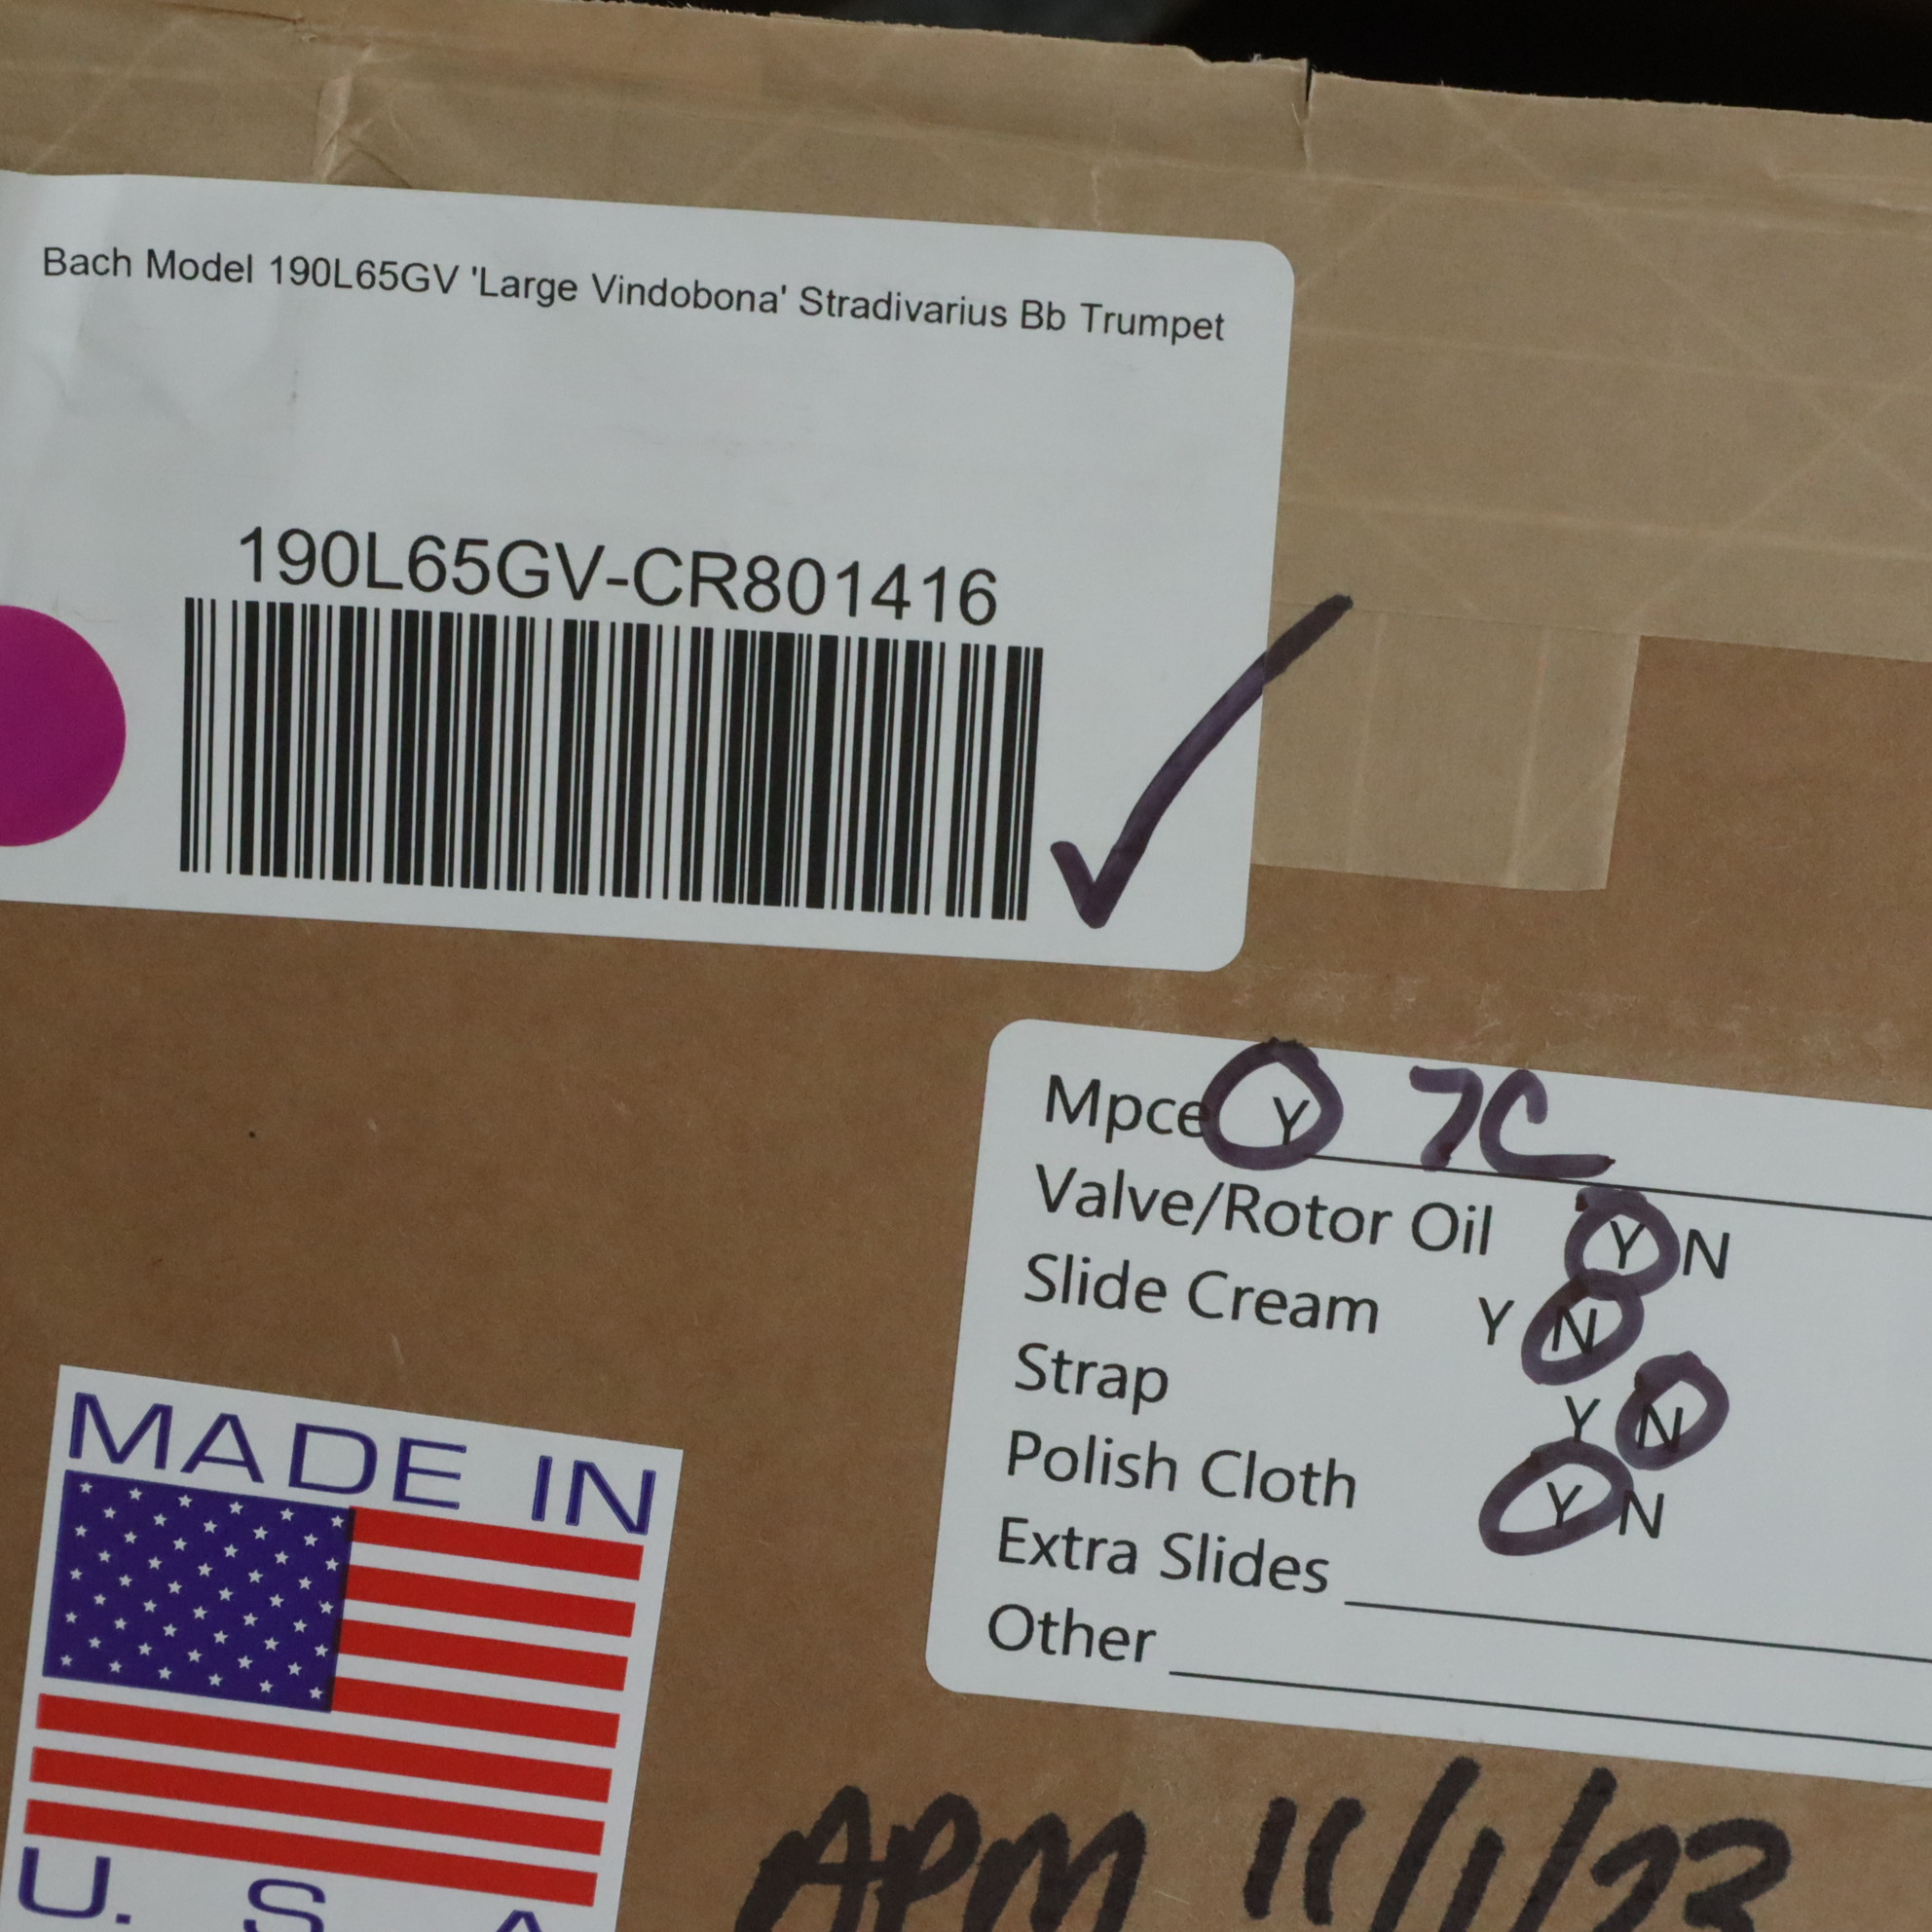 Bach Model 190L65GV 'Large Vindobona' Stradivarius Bb Trumpet
190L65GV-CR801416
Mpce Y 7C
Valve/Rotor Oil Y N
Slide Cream Y N
Strap Y N
Polish Cloth Y N
Extra Slides
Other
MADE IN
U. S. A
APM 11/1/23